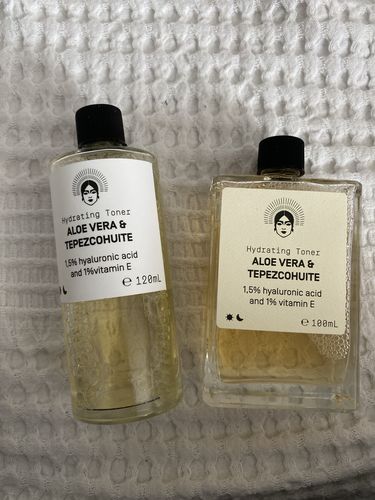 Hydrating Toner
ALOE VERA &
TEPEZCOHUITE
1,5% hyaluronic acid
and 1%vitamin E
℮ 120mL
Hydrating Toner
ALOE VERA &
TEPEZCOHUITE
1,5% hyaluronic acid
and 1% vitamin E
℮ 100mL